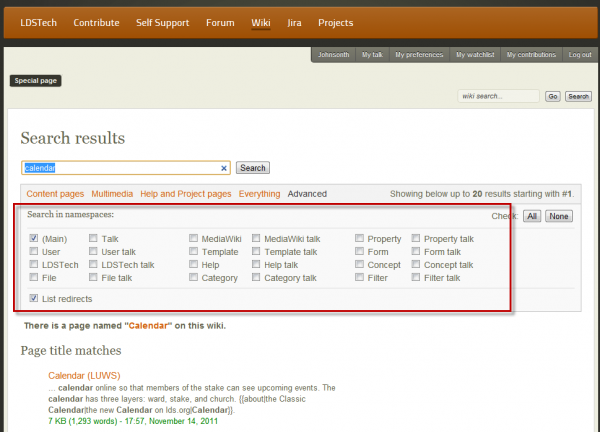 LDSTech Contribute Self Support Forum Wiki Jira Projects
Johnsonth My talk My preferences My watchlist My contributions Log out
Special page
wiki search... Go Search
Search results
calendar × Search
Content pages Multimedia Help and Project pages Everything Advanced Showing below up to 20 results starting with #1.
Search in namespaces: Check: All None
(Main) Talk MediaWiki MediaWiki talk Property Property talk
User User talk Template Template talk Form Form talk
LDSTech LDSTech talk Help Help talk Concept Concept talk
File File talk Category Category talk Filter Filter talk
List redirects
There is a page named "Calendar" on this wiki.
Page title matches
Calendar (LUWS)
... calendar online so that members of the stake can see upcoming events. The
calendar has three layers: ward, stake, and church. {{about|the Classic
Calendar|the new Calendar on lds.org|Calendar}}.
7 KB (1,293 words) - 17:57, November 14, 2011